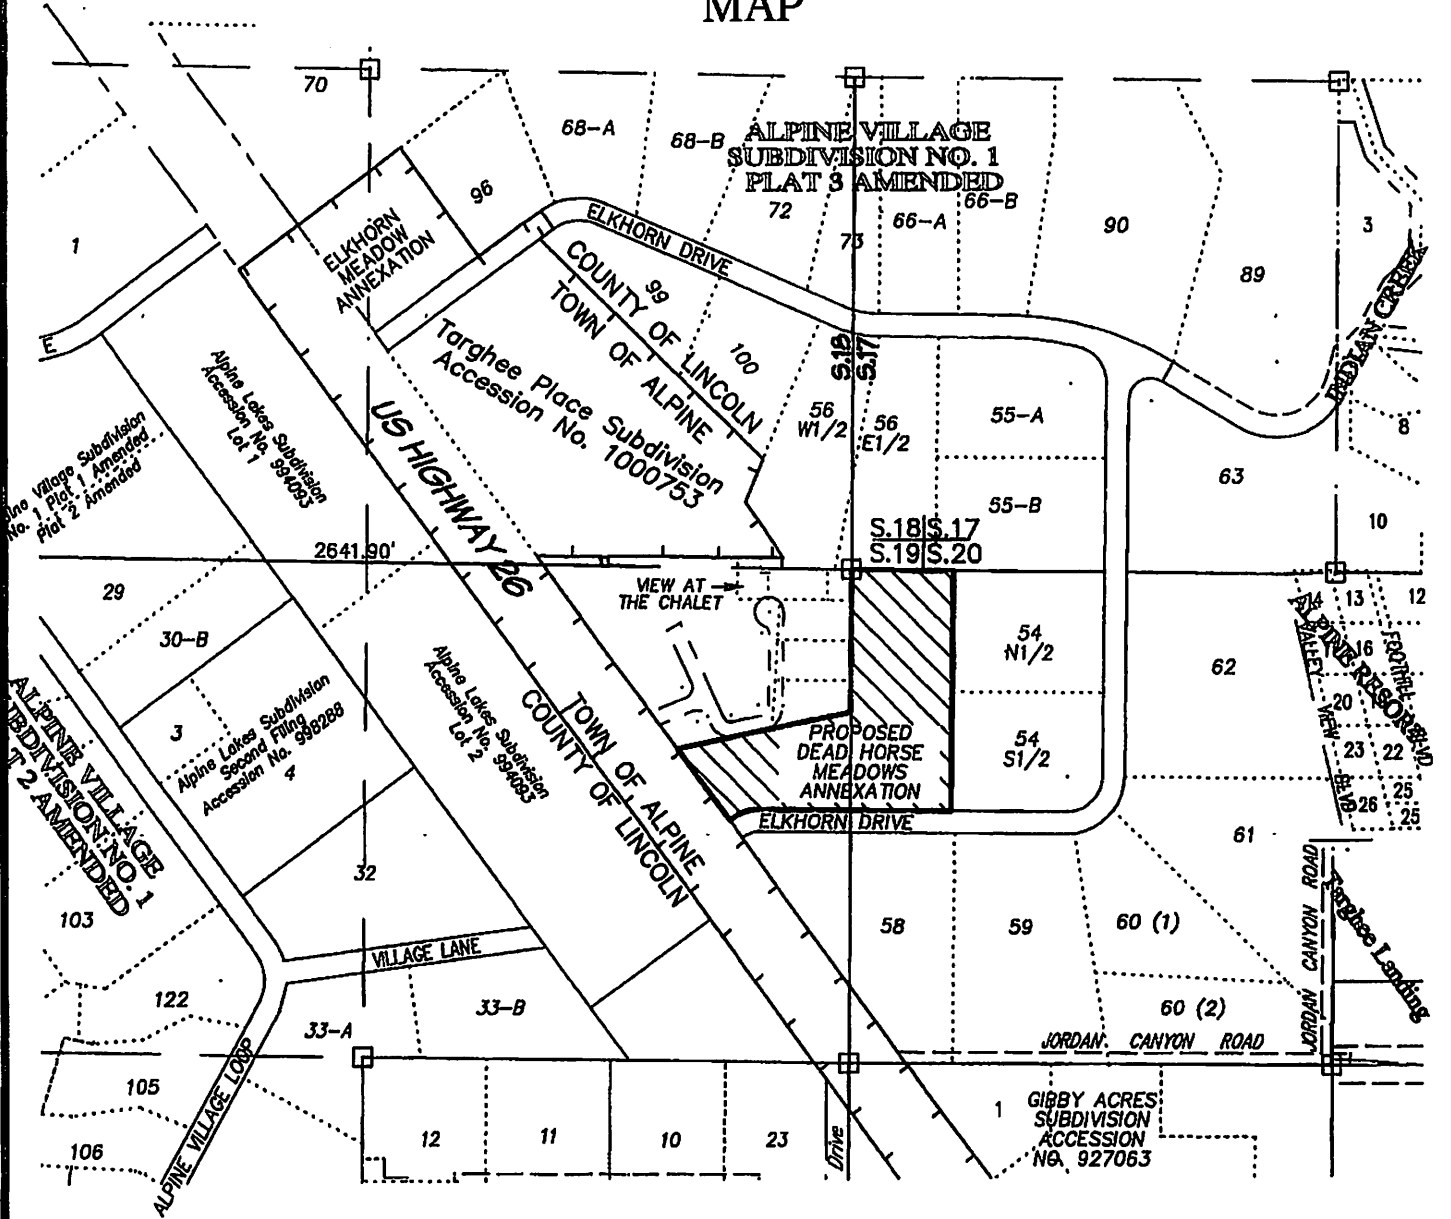 MAP
70
68-A
68-B
ALPINE VILLAGE
SUBDIVISION NO. 1
PLAT 3 AMENDED
96
72
73
66-A
66-B
90
3
89
1
ELKHORN
MEADOW
ANNEXATION
ELKHORN DRIVE
INDIAN CREEK
COUNTY OF LINCOLN
TOWN OF ALPINE
99
100
E
Targhee Place Subdivision
Accession No. 1000753
S.18
S.17
Alpine Lakes Subdivision
Accession No. 994093
Lot 1
US HIGHWAY 26
56
W1/2
56
E1/2
55-A
55-B
8
63
10
Village Subdivision
No. 1 Plat 1 Amended
Plat 2 Amended
2641.90'
S.18 S.17
S.19 S.20
VIEW AT
THE CHALET
29
30-B
3
54
N1/2
54
S1/2
62
14
13
12
16
20
23
22
25
26
25
ALPINE RESORT
VALLEY VIEW BLVD
FOOTHILL BLVD
Alpine Lakes Subdivision
Second Filing
Accession No. 998288
4
Alpine Lakes Subdivision
Accession No. 994093
Lot 2
TOWN OF ALPINE
COUNTY OF LINCOLN
PROPOSED
DEAD HORSE
MEADOWS
ANNEXATION
ELKHORN DRIVE
ALPINE VILLAGE
SUBDIVISION NO. 1
2 AMENDED
32
61
103
58
59
60 (1)
60 (2)
JORDAN CANYON ROAD
Targhee Landing
VILLAGE LANE
122
33-A
33-B
JORDAN CANYON ROAD
105
106
ALPINE VILLAGE LOOP
12
11
10
23
Drive
1
GIBBY ACRES
SUBDIVISION
ACCESSION
NO. 927063